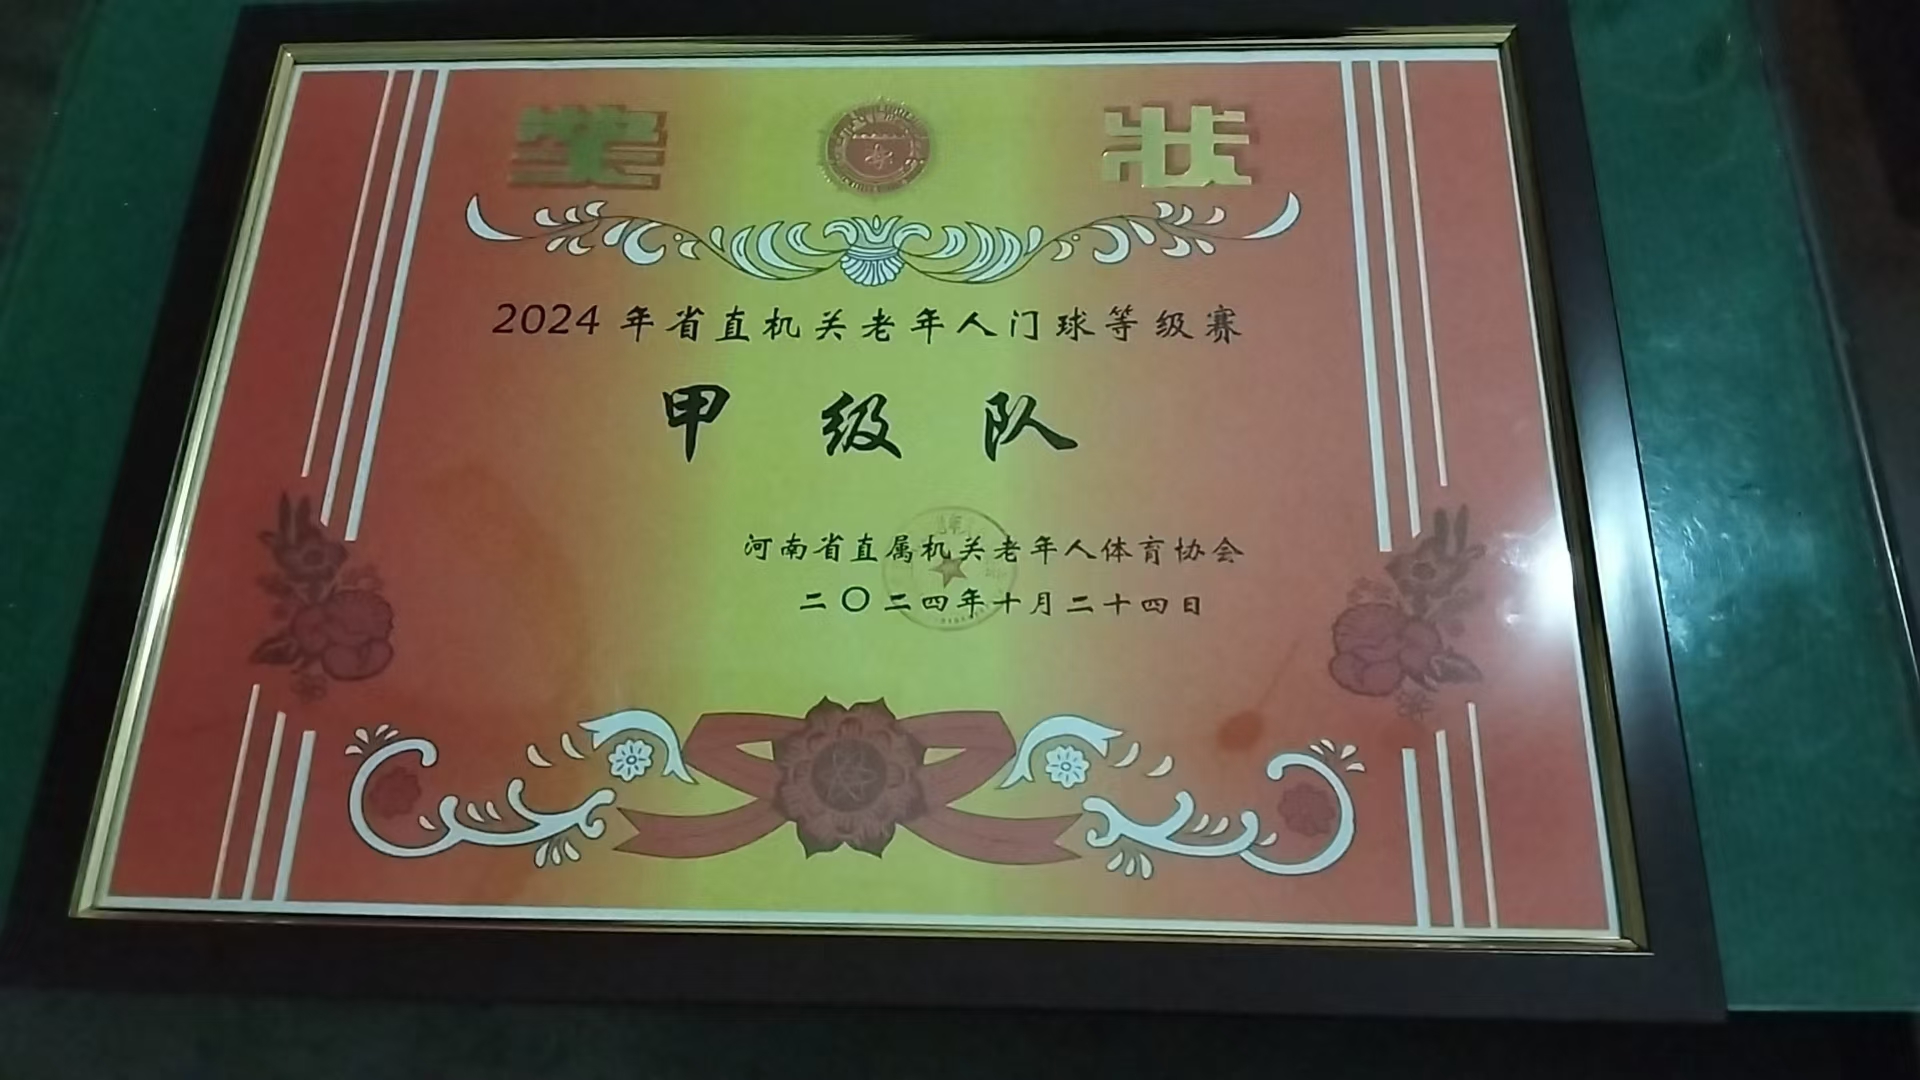 奖 状
2024年省直机关老年人门球等级赛
甲级队
河南省直属机关老年人体育协会
二〇二四年十月二十四日